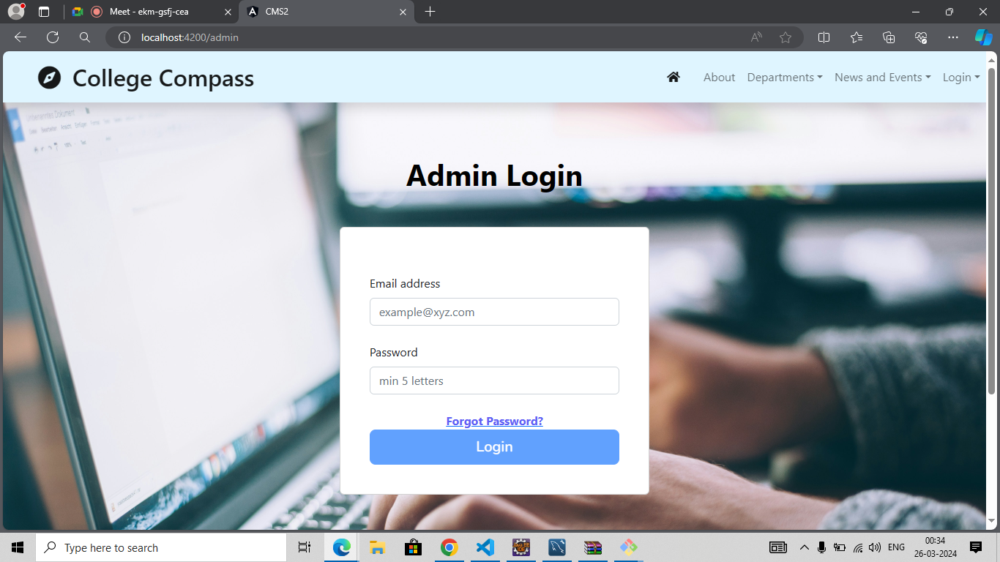 Meet - ekm-gsfj-cea
CMS2
localhost:4200/admin
College Compass
About Departments News and Events Login
Admin Login
Email address
example@xyz.com
Password
min 5 letters
Forgot Password?
Login
Type here to search
ENG
00:34
26-03-2024